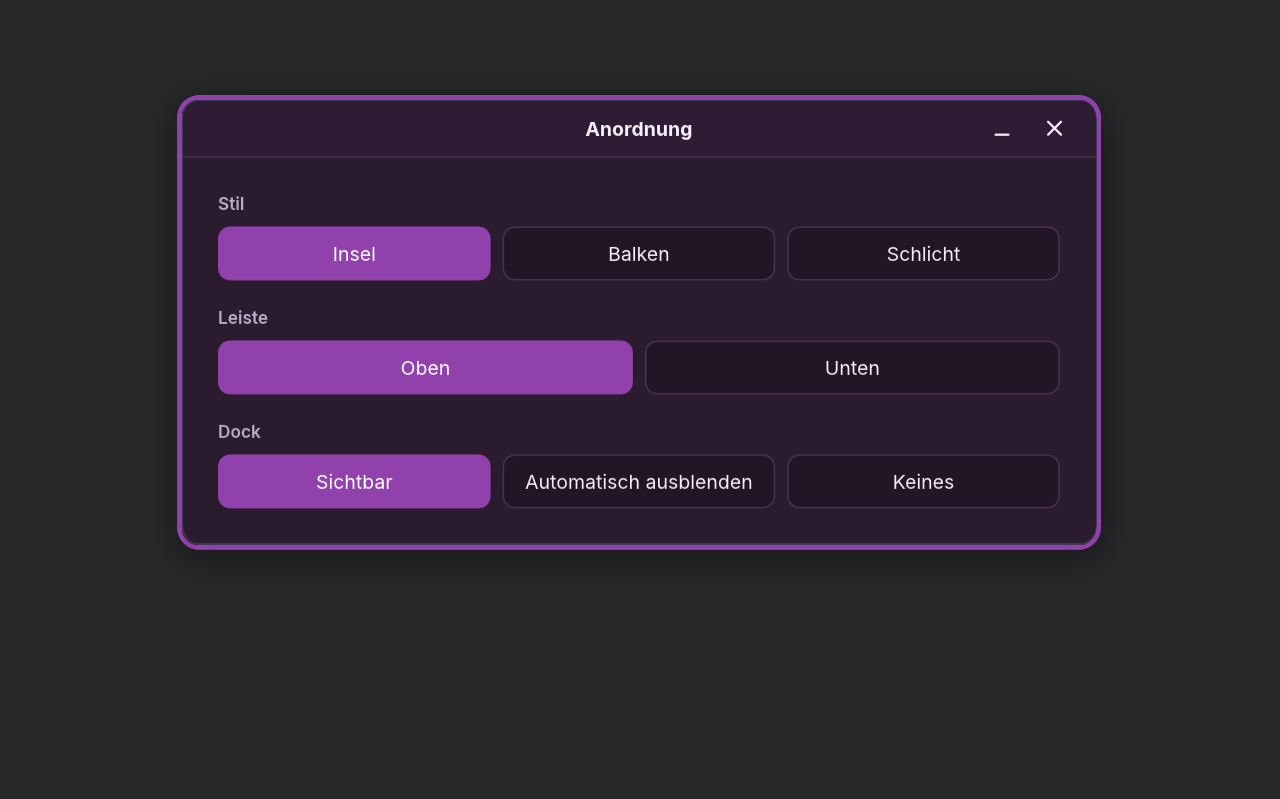 Anordnung
Stil
Insel Balken Schlicht
Leiste
Oben Unten
Dock
Sichtbar Automatisch ausblenden Keines